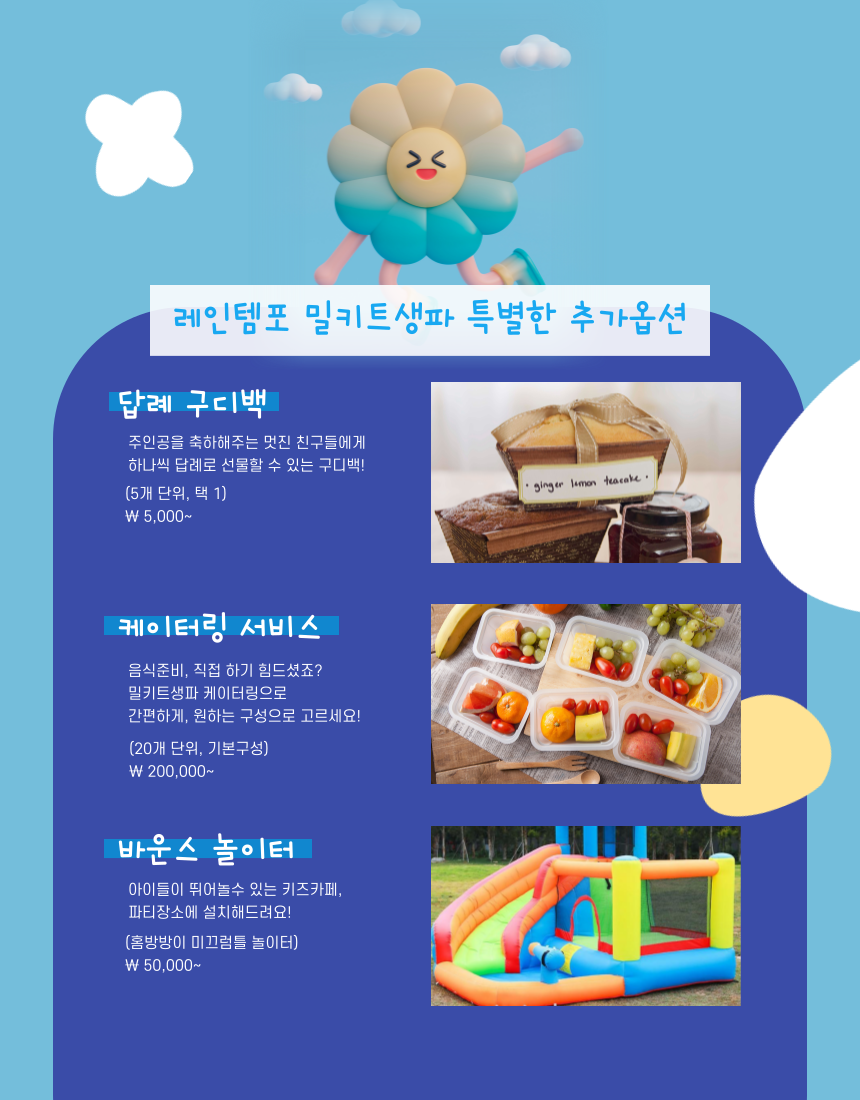 레인템포 밀키트생파 특별한 추가옵션
답례 구디백
주인공을 축하해주는 멋진 친구들에게
하나씩 답례로 선물할 수 있는 구디백!
(5개 단위, 택 1)
₩ 5,000~
· ginger lemon teacake ·
케이터링 서비스
음식준비, 직접 하기 힘드셨죠?
밀키트생파 케이터링으로
간편하게, 원하는 구성으로 고르세요!
(20개 단위, 기본구성)
₩ 200,000~
바운스 놀이터
아이들이 뛰어놀수 있는 키즈카페,
파티장소에 설치해드려요!
(홈방방이 미끄럼틀 놀이터)
₩ 50,000~